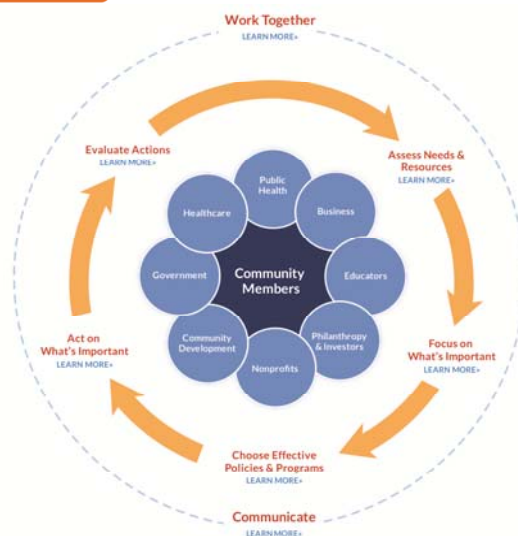 Work Together
LEARN MORE»
Evaluate Actions
LEARN MORE»
Assess Needs &
Resources
LEARN MORE»
Public
Health
Healthcare
Business
Government
Community
Members
Educators
Community
Development
Philanthropy
& Investors
Nonprofits
Act on
What's Important
LEARN MORE»
Focus on
What's Important
LEARN MORE»
Choose Effective
Policies & Programs
LEARN MORE»
Communicate
LEARN MORE»